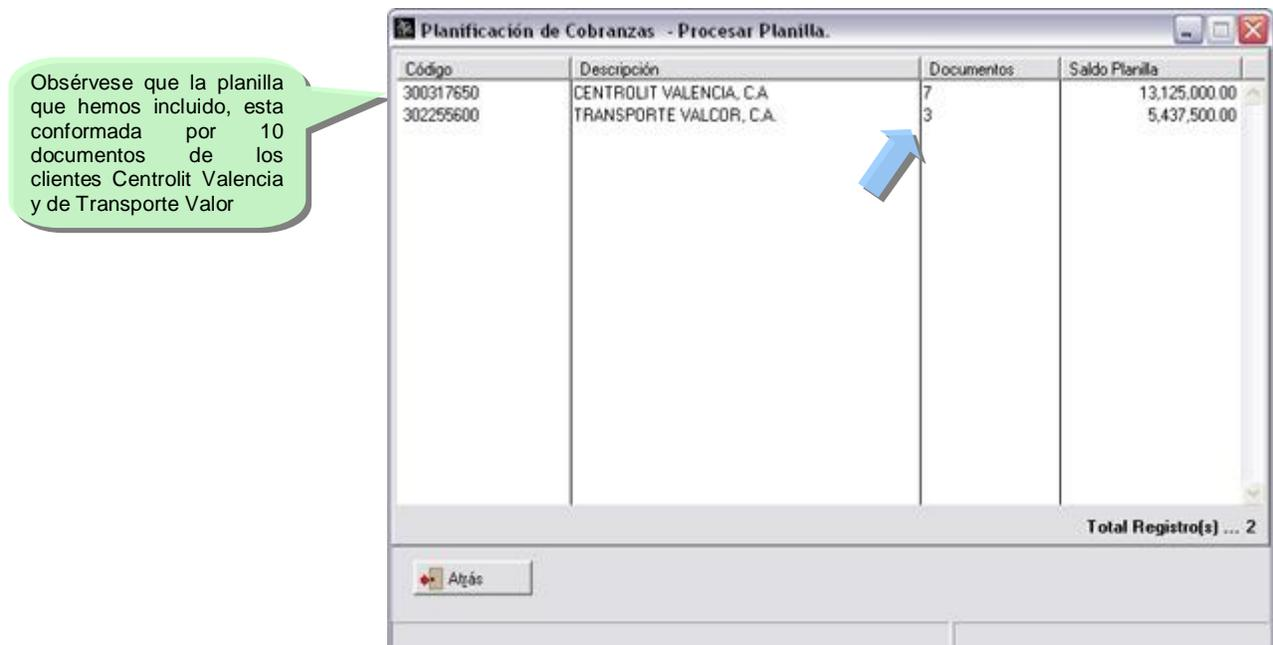 Obsérvese que la planilla
que hemos incluido, esta
conformada por 10
documentos de los
clientes Centrolit Valencia
y de Transporte Valor
Planificación de Cobranzas - Procesar Planilla.
Código Descripción Documentos Saldo Planilla
300317650 CENTROLIT VALENCIA, C.A 7 13,125,000.00
302255600 TRANSPORTE VALCOR, C.A. 3 5,437,500.00
Total Registro(s) ... 2
Atrás